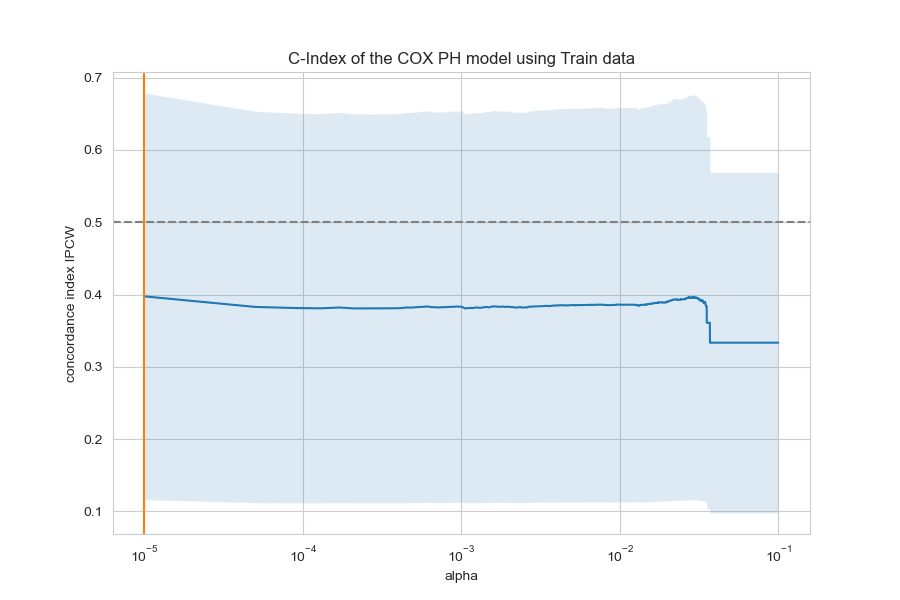 C-Index of the COX PH model using Train data
concordance index IPCW
0.7
0.6
0.5
0.4
0.3
0.2
0.1
10⁻⁵ 10⁻⁴ 10⁻³ 10⁻² 10⁻¹
alpha